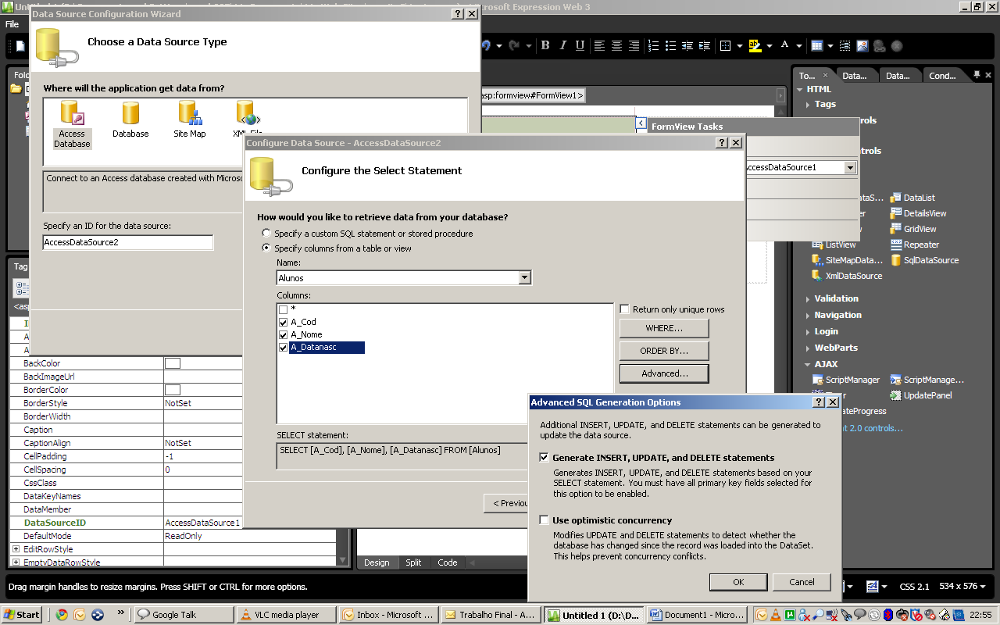 Untitled 1 (
Microsoft Expression Web 3
File
Data Source Configuration Wizard
Choose a Data Source Type
Where will the application get data from?
Access
Database
Database
Site Map
XML File
Connect to an Access database created with Microso
Specify an ID for the data source:
AccessDataSource2
B I U
A
asp:formview#FormView1>
FormView Tasks
AccessDataSource1
Configure Data Source - AccessDataSource2
Configure the Select Statement
How would you like to retrieve data from your database?
Specify a custom SQL statement or stored procedure
Specify columns from a table or view
Name:
Alunos
Columns:
*
A_Cod
A_Nome
A_Datanasc
Return only unique rows
WHERE...
ORDER BY...
Advanced...
SELECT statement:
SELECT [A_Cod], [A_Nome], [A_Datanasc] FROM [Alunos]
< Previou
Advanced SQL Generation Options
Additional INSERT, UPDATE, and DELETE statements can be generated to
update the data source.
Generate INSERT, UPDATE, and DELETE statements
Generates INSERT, UPDATE, and DELETE statements based on your
SELECT statement. You must have all primary key fields selected for
this option to be enabled.
Use optimistic concurrency
Modifies UPDATE and DELETE statements to detect whether the
database has changed since the record was loaded into the DataSet.
This helps prevent concurrency conflicts.
OK
Cancel
Fol
Tag
<as
BackColor
BackImageUrl
BorderColor
BorderStyle NotSet
BorderWidth
Caption
CaptionAlign NotSet
CellPadding -1
CellSpacing 0
CssClass
DataKeyNames
DataMember
DataSourceID AccessDataSource1
DefaultMode ReadOnly
EditRowStyle
EmptyDataRowStyle
Design Split Code
To... Data... Data... Cond...
HTML
Tags
ntrols
ontrols
DataS... DataList
DetailsView
GridView
ListView Repeater
SiteMapData... SqlDataSource
XmlDataSource
Validation
Navigation
Login
WebParts
AJAX
ScriptManager ScriptManage...
UpdatePanel
ateProgress
t 2.0 controls...
Drag margin handles to resize margins. Press SHIFT or CTRL for more options.
CSS 2.1 534 x 576
Start
Google Talk
VLC media player
Inbox - Microsoft ...
Trabalho Final - A...
Untitled 1 (D:\D...
Document1 - Micro...
22:55